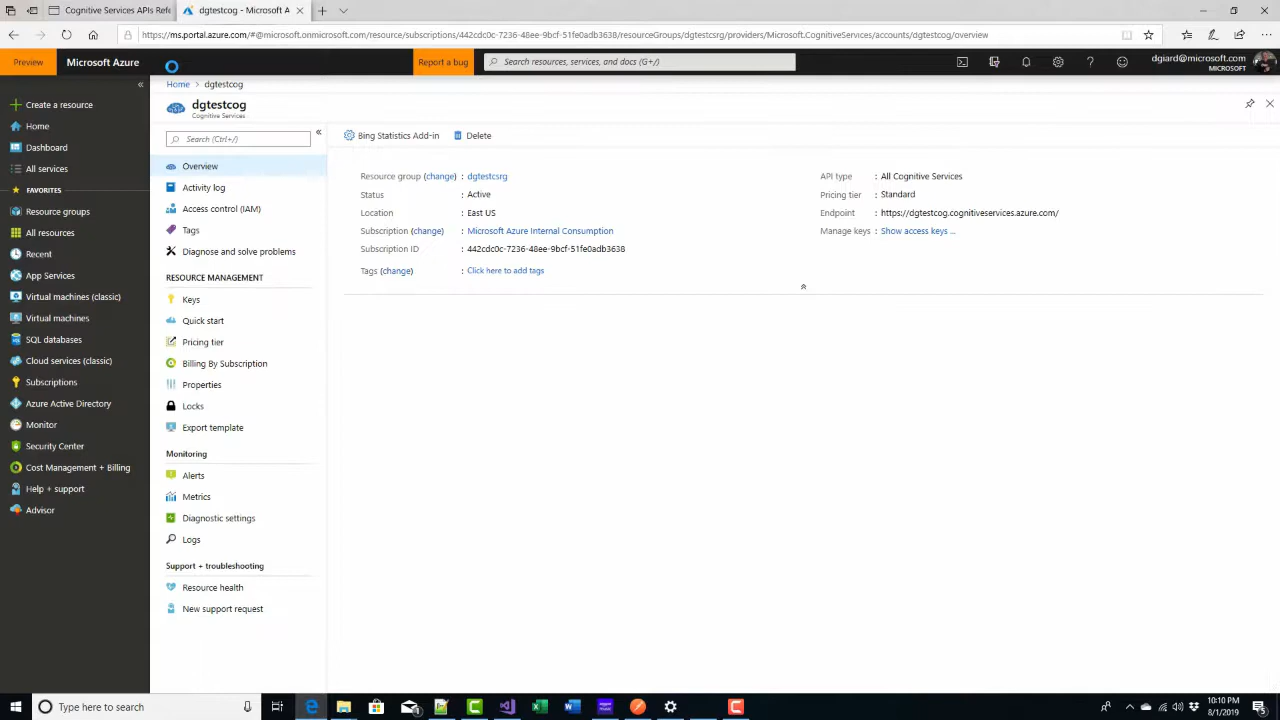 Cognitive Services APIs Refe
dgtestcog - Microsoft A
https://ms.portal.azure.com/#@microsoft.onmicrosoft.com/resource/subscriptions/442cdc0c-7236-48ee-9bcf-51fe0adb3638/resourceGroups/dgtestcsrg/providers/Microsoft.CognitiveServices/accounts/dgtestcog/overview
Preview
Microsoft Azure
Report a bug
Search resources, services, and docs (G+/)
dgiard@microsoft.com
MICROSOFT
Home > dgtestcog
Create a resource
Home
Dashboard
All services
FAVORITES
Resource groups
All resources
Recent
App Services
Virtual machines (classic)
Virtual machines
SQL databases
Cloud services (classic)
Subscriptions
Azure Active Directory
Monitor
Security Center
Cost Management + Billing
Help + support
Advisor
dgtestcog
Cognitive Services
Search (Ctrl+/)
Overview
Activity log
Access control (IAM)
Tags
Diagnose and solve problems
RESOURCE MANAGEMENT
Keys
Quick start
Pricing tier
Billing By Subscription
Properties
Locks
Export template
Monitoring
Alerts
Metrics
Diagnostic settings
Logs
Support + troubleshooting
Resource health
New support request
Bing Statistics Add-in
Delete
Resource group (change) : dgtestcsrg
Status : Active
Location : East US
Subscription (change) : Microsoft Azure Internal Consumption
Subscription ID : 442cdc0c-7236-48ee-9bcf-51fe0adb3638
Tags (change) : Click here to add tags
API type : All Cognitive Services
Pricing tier : Standard
Endpoint : https://dgtestcog.cognitiveservices.azure.com/
Manage keys : Show access keys ...
Type here to search
10:10 PM
8/1/2019